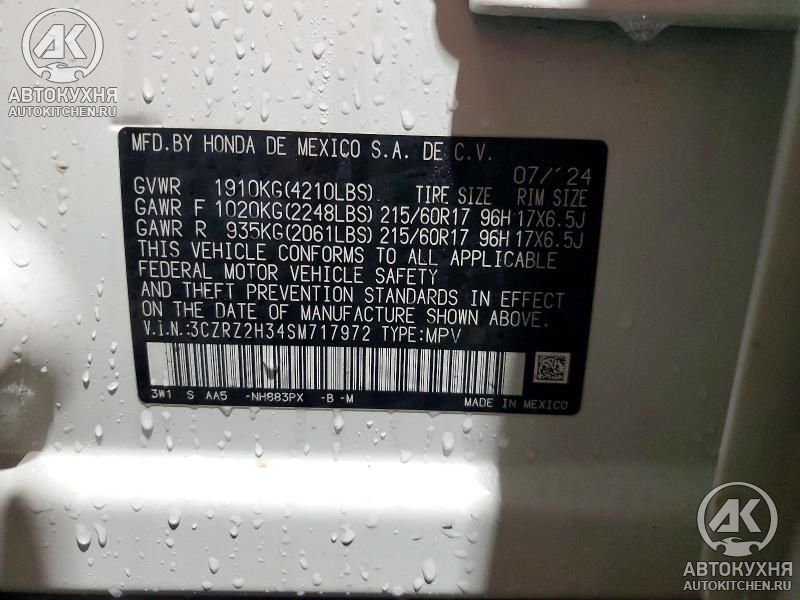 AK
АВТОКУХНЯ
AUTOKITCHEN.RU
MFD.BY HONDA DE MEXICO S.A. DE C.V.
07/'24
GVWR 1910KG(4210LBS) TIRE SIZE RIM SIZE
GAWR F 1020KG(2248LBS) 215/60R17 96H 17X6.5J
GAWR R 935KG(2061LBS) 215/60R17 96H 17X6.5J
THIS VEHICLE CONFORMS TO ALL APPLICABLE
FEDERAL MOTOR VEHICLE SAFETY
AND THEFT PREVENTION STANDARDS IN EFFECT
ON THE DATE OF MANUFACTURE SHOWN ABOVE.
V.I.N.:3CZRZ2H34SM717972 TYPE:MPV
3W1 S AA5 -NH883PX -B -M
MADE IN MEXICO
AK
АВТОКУХНЯ
AUTOKITCHEN.RU